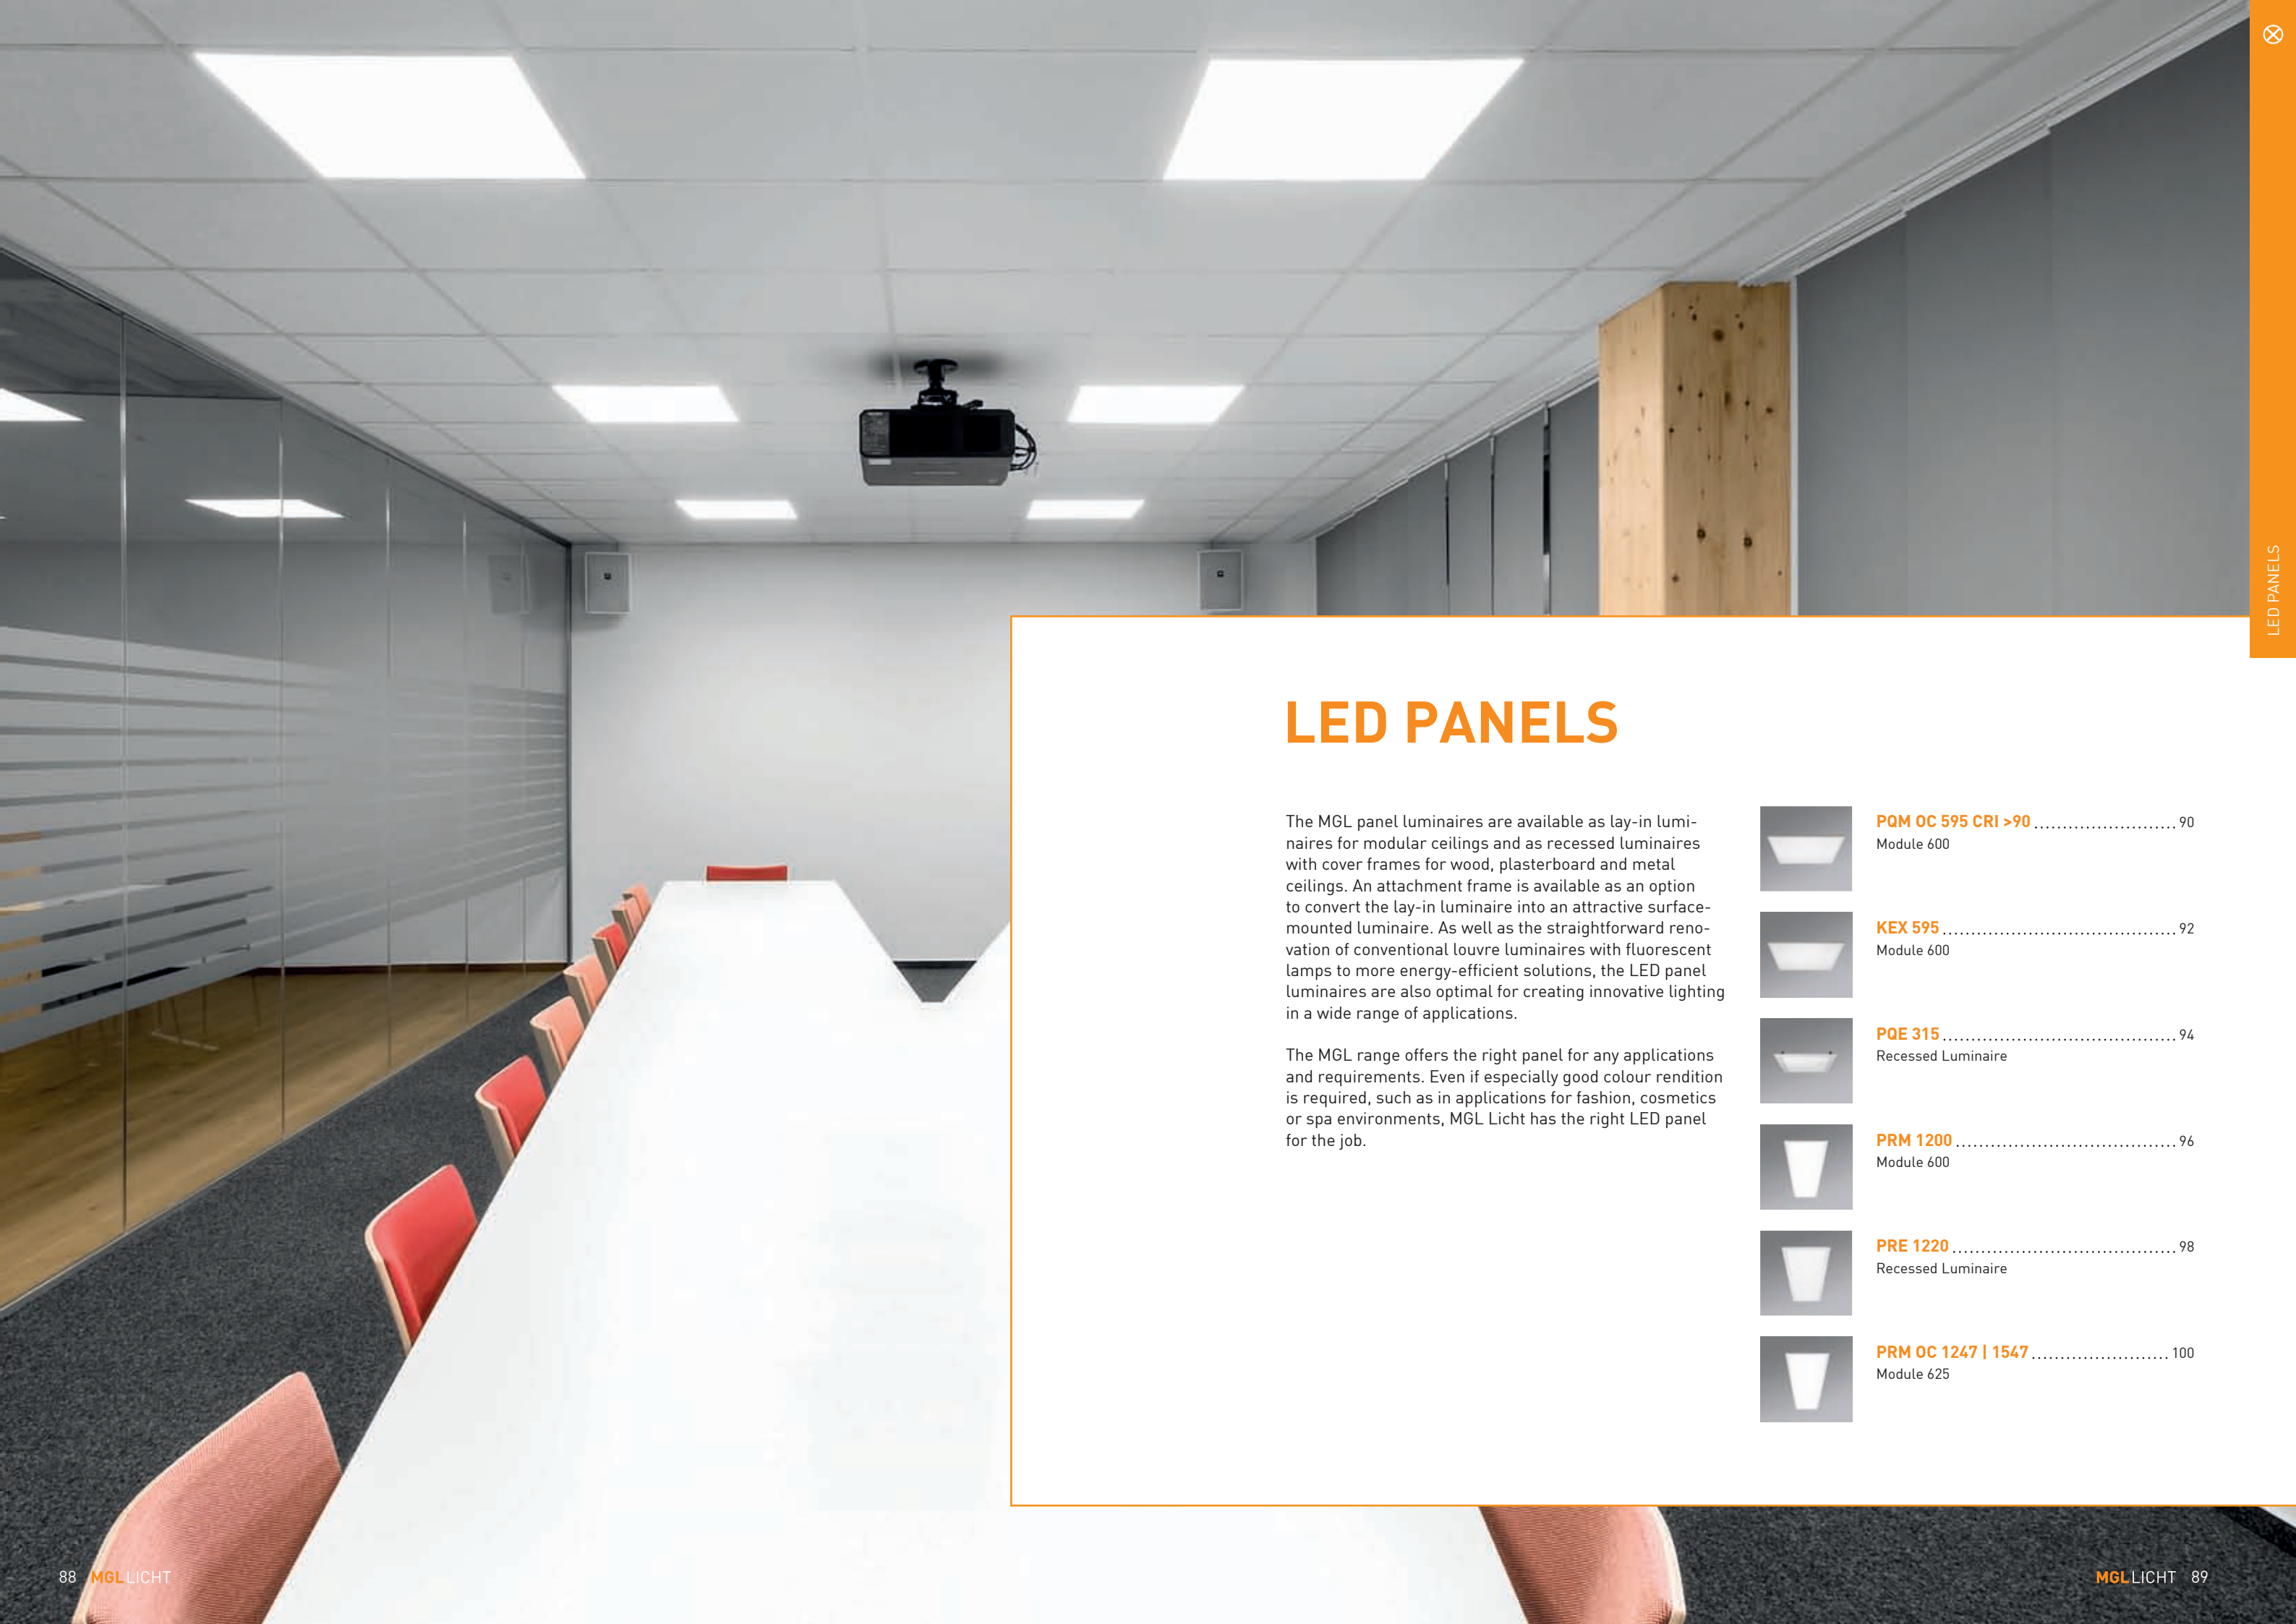 LED PANELS
LED PANELS
The MGL panel luminaires are available as lay-in lumi-
naires for modular ceilings and as recessed luminaires
with cover frames for wood, plasterboard and metal
ceilings. An attachment frame is available as an option
to convert the lay-in luminaire into an attractive surface-
mounted luminaire. As well as the straightforward reno-
vation of conventional louvre luminaires with fluorescent
lamps to more energy-efficient solutions, the LED panel
luminaires are also optimal for creating innovative lighting
in a wide range of applications.
The MGL range offers the right panel for any applications
and requirements. Even if especially good colour rendition
is required, such as in applications for fashion, cosmetics
or spa environments, MGL Licht has the right LED panel
for the job.
PQM OC 595 CRI >90 ......................... 90
Module 600
KEX 595 ......................................... 92
Module 600
PQE 315 ......................................... 94
Recessed Luminaire
PRM 1200 ....................................... 96
Module 600
PRE 1220 ....................................... 98
Recessed Luminaire
PRM OC 1247 | 1547 ........................ 100
Module 625
88 MGL LICHT
MGL LICHT 89